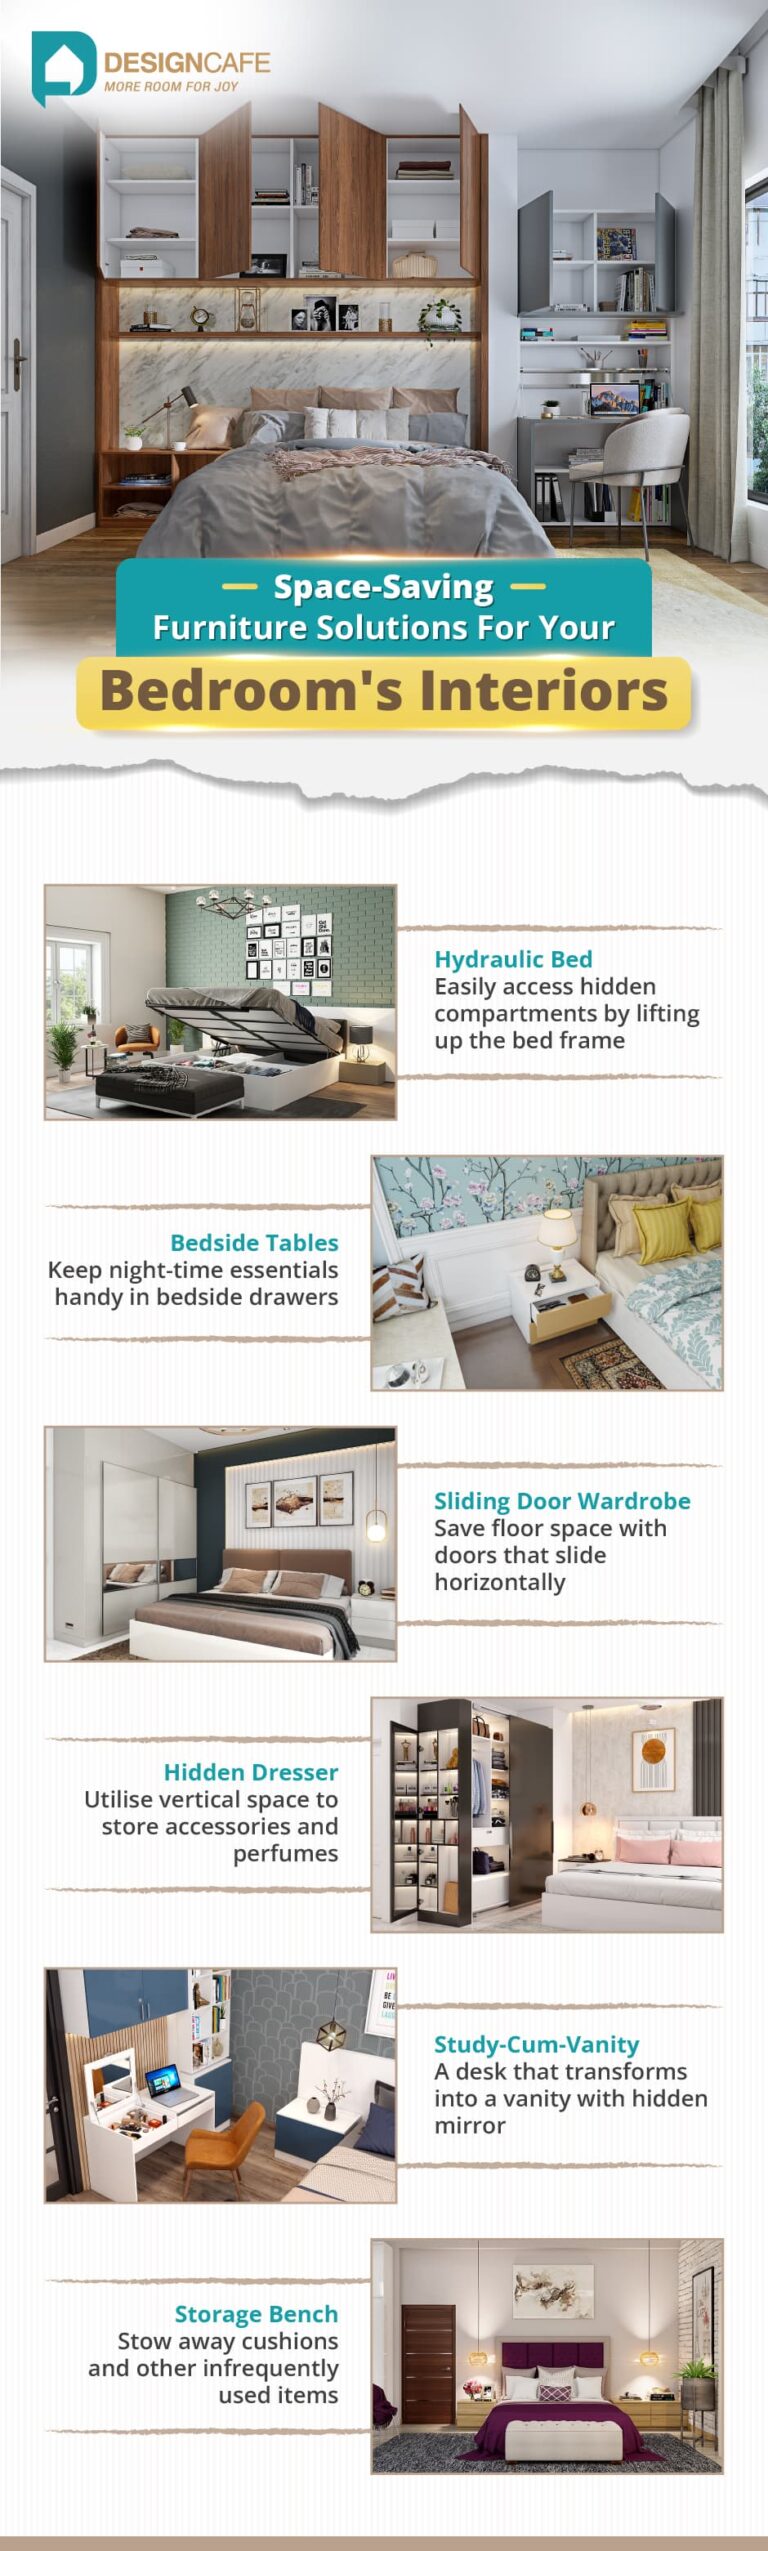 DESIGNCAFE
MORE ROOM FOR JOY
Space-Saving
Furniture Solutions For Your
Bedroom's Interiors
Hydraulic Bed
Easily access hidden
compartments by lifting
up the bed frame
Bedside Tables
Keep night-time essentials
handy in bedside drawers
Sliding Door Wardrobe
Save floor space with
doors that slide
horizontally
Hidden Dresser
Utilise vertical space to
store accessories and
perfumes
Study-Cum-Vanity
A desk that transforms
into a vanity with hidden
mirror
Storage Bench
Stow away cushions
and other infrequently
used items